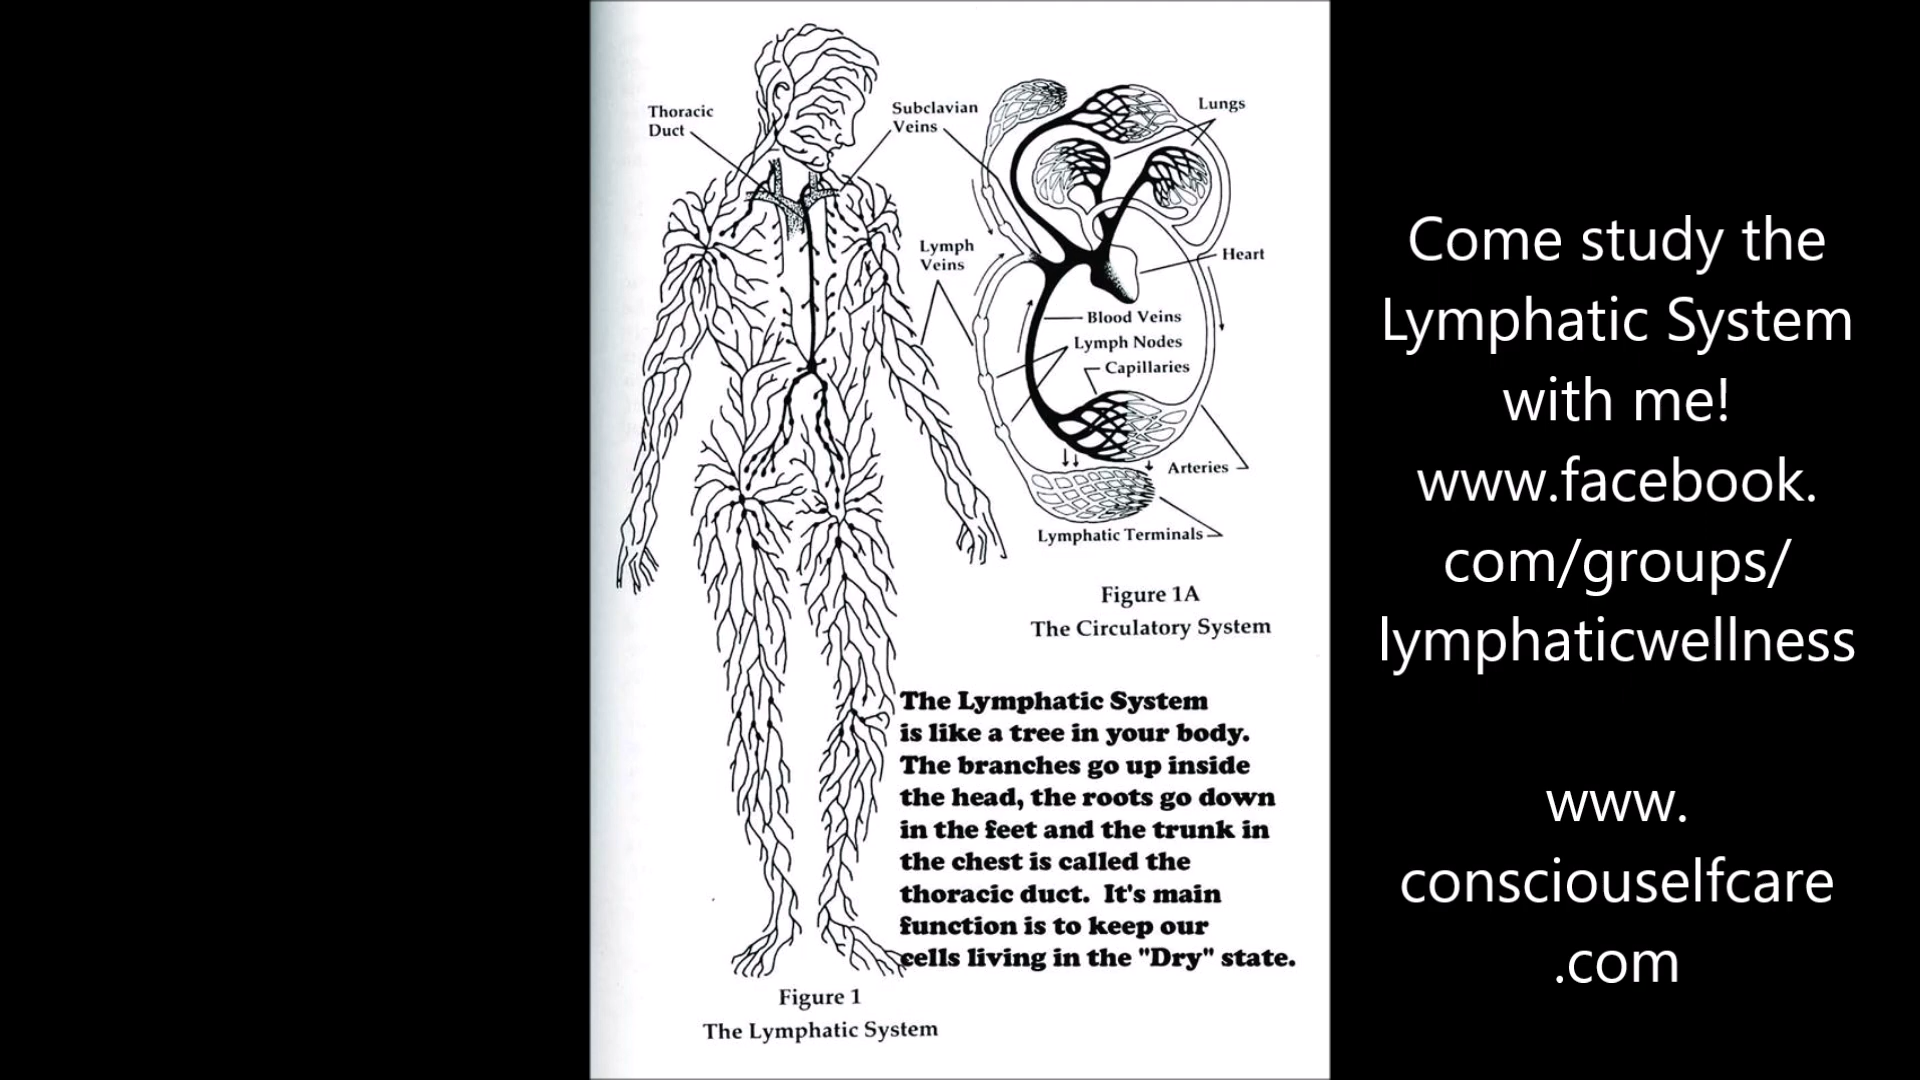 Thoracic
Duct
Subclavian
Veins
Lungs
Lymph
Veins
Heart
Blood Veins
Lymph Nodes
Capillaries
Arteries
Lymphatic Terminals
Figure 1A
The Circulatory System
The Lymphatic System
is like a tree in your body.
The branches go up inside
the head, the roots go down
in the feet and the trunk in
the chest is called the
thoracic duct. It's main
function is to keep our
cells living in the "Dry" state.
Figure 1
The Lymphatic System
Come study the
Lymphatic System
with me!
www.facebook.
com/groups/
lymphaticwellness
www.
consciouselfcare
.com